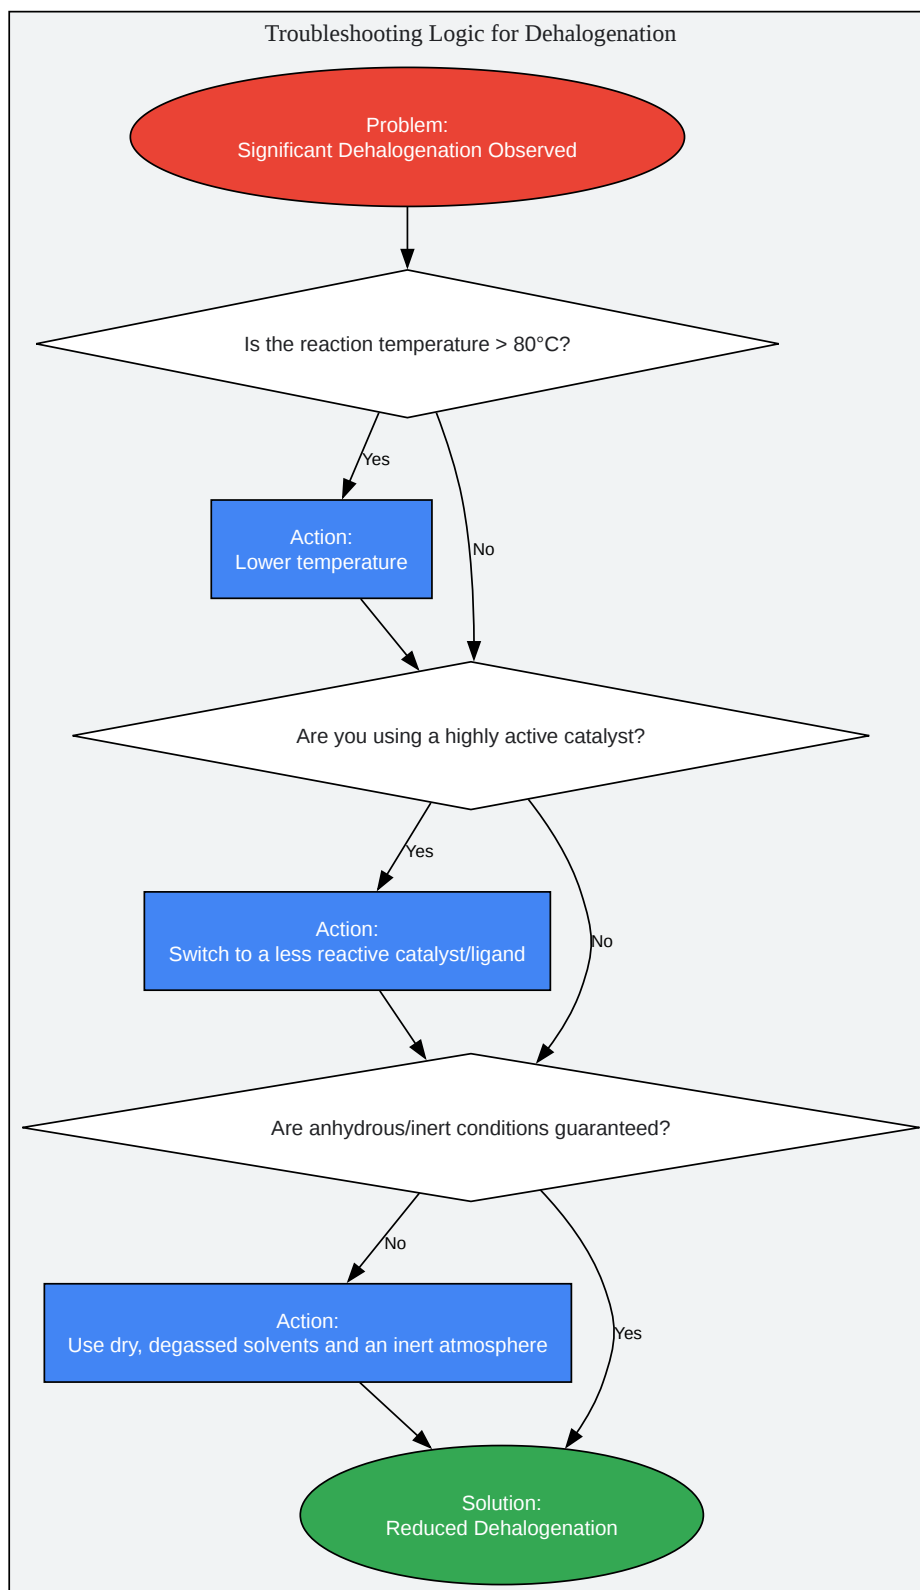 Troubleshooting Logic for Dehalogenation
Problem:
Significant Dehalogenation Observed
Is the reaction temperature > 80°C?
Yes
Action:
Lower temperature
No
Are you using a highly active catalyst?
Yes
Action:
Switch to a less reactive catalyst/ligand
No
Are anhydrous/inert conditions guaranteed?
No
Action:
Use dry, degassed solvents and an inert atmosphere
Yes
Solution:
Reduced Dehalogenation